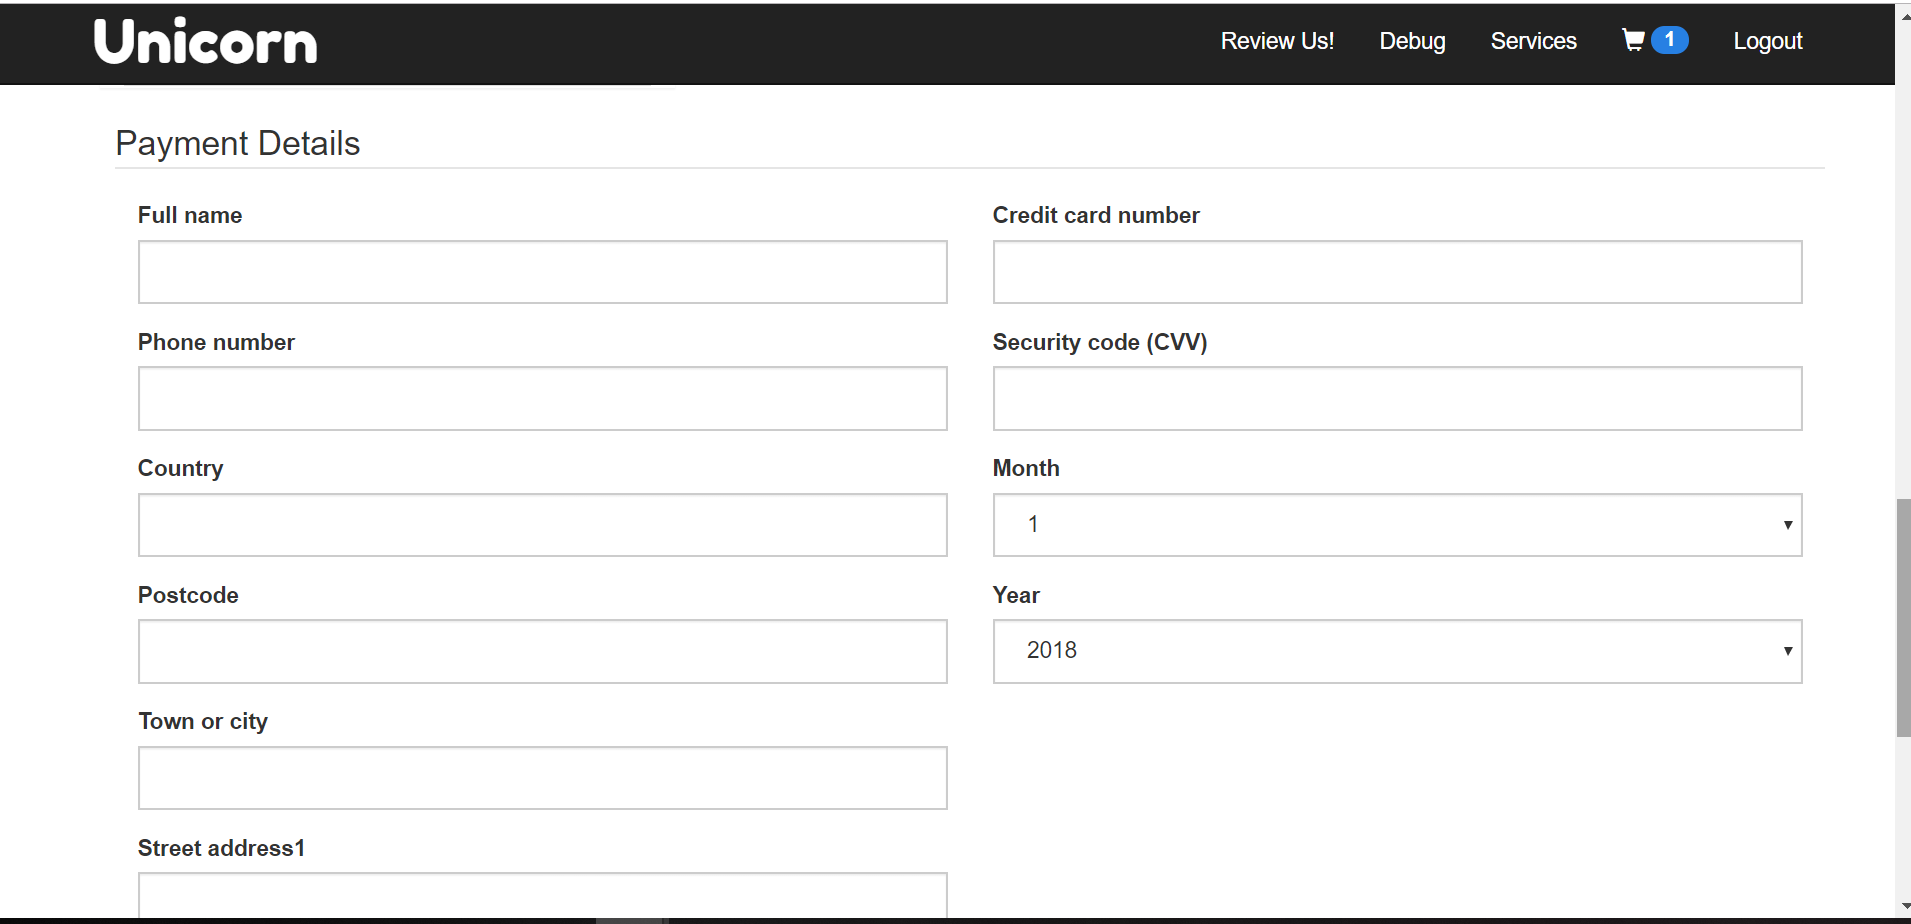 Unicorn
Review Us! Debug Services 1 Logout
Payment Details
Full name
Credit card number
Phone number
Security code (CVV)
Country
Month
1
Postcode
Year
2018
Town or city
Street address1